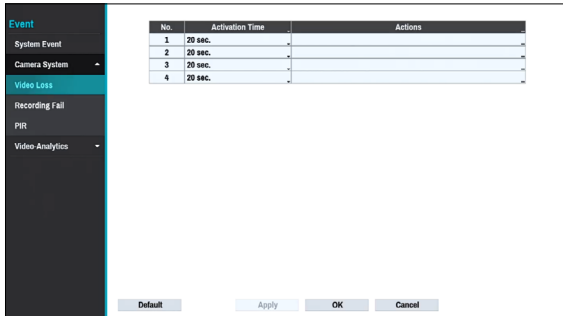 Event
System Event
Camera System
Video Loss
Recording Fail
PIR
Video-Analytics
No. Activation Time Actions
1 20 sec.
2 20 sec.
3 20 sec.
4 20 sec.
Default Apply OK Cancel